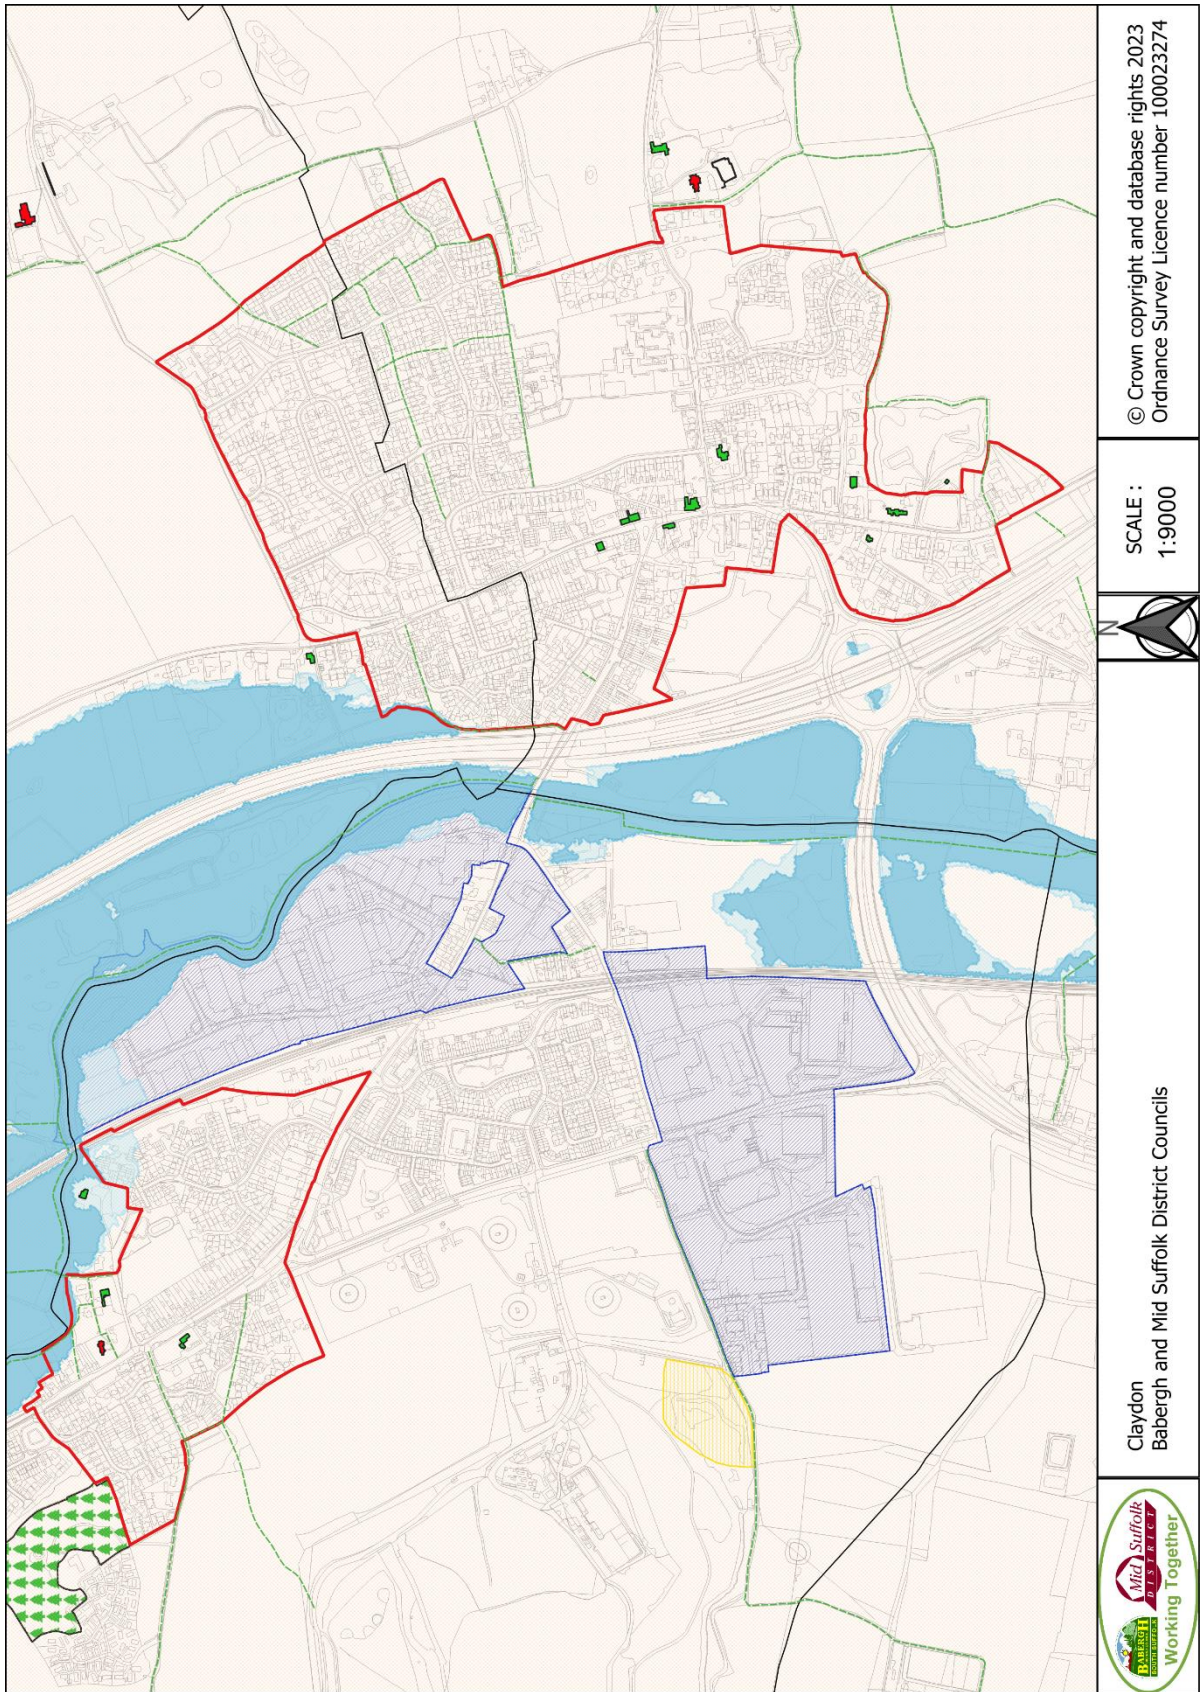 Claydon
Babergh and Mid Suffolk District Councils
N
SCALE :
1:9000
© Crown copyright and database rights 2023
Ordnance Survey Licence number 100023274
BABERGH
SOUTH SUFFOLK
Mid Suffolk
DISTRICT
Working Together